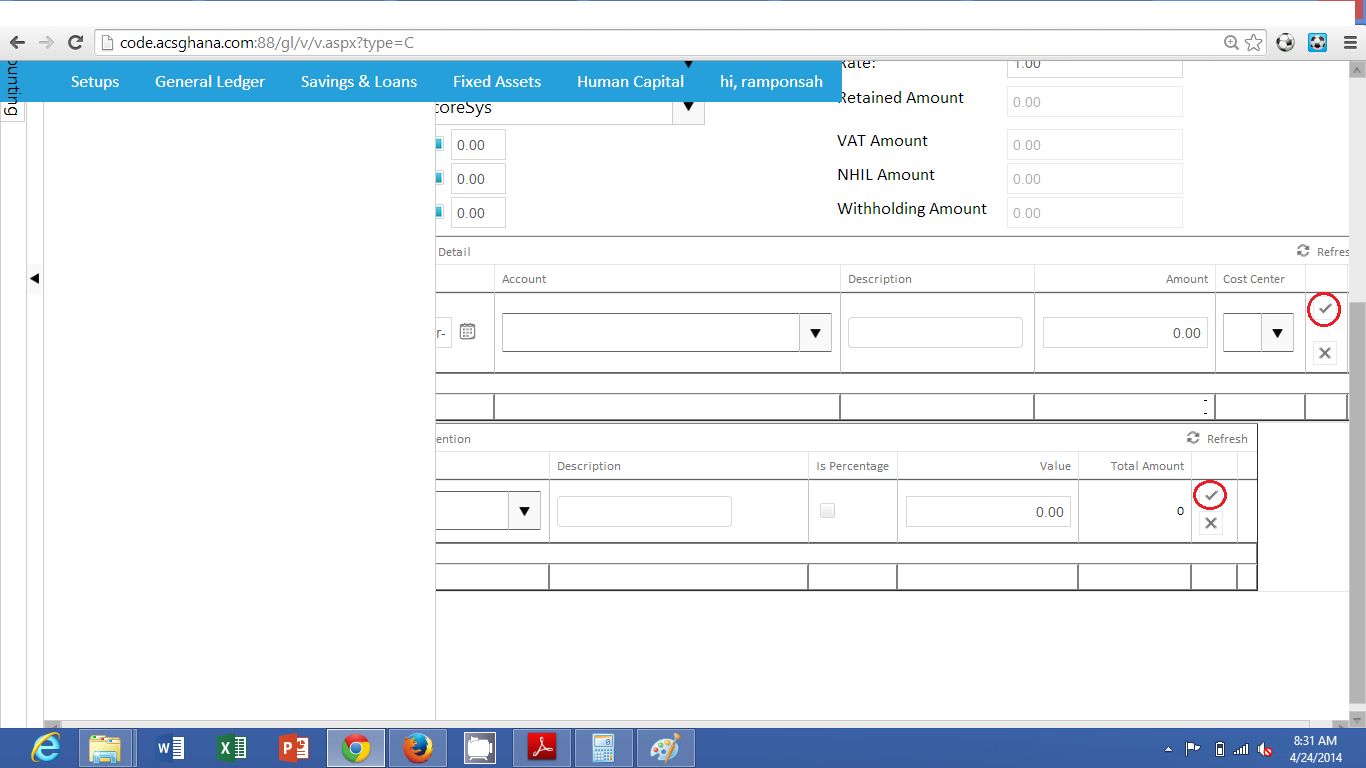 code.acsghana.com:88/gl/v/v.aspx?type=C
ounting
Setups General Ledger Savings & Loans Fixed Assets Human Capital hi, ramponsah
Rate: 1.00
coreSys
Retained Amount 0.00
0.00 VAT Amount 0.00
0.00 NHIL Amount 0.00
0.00 Withholding Amount 0.00
Detail Refres
Account Description Amount Cost Center
r- 0.00
-
-
ention Refresh
Description Is Percentage Value Total Amount
0.00 0
8:31 AM
4/24/2014